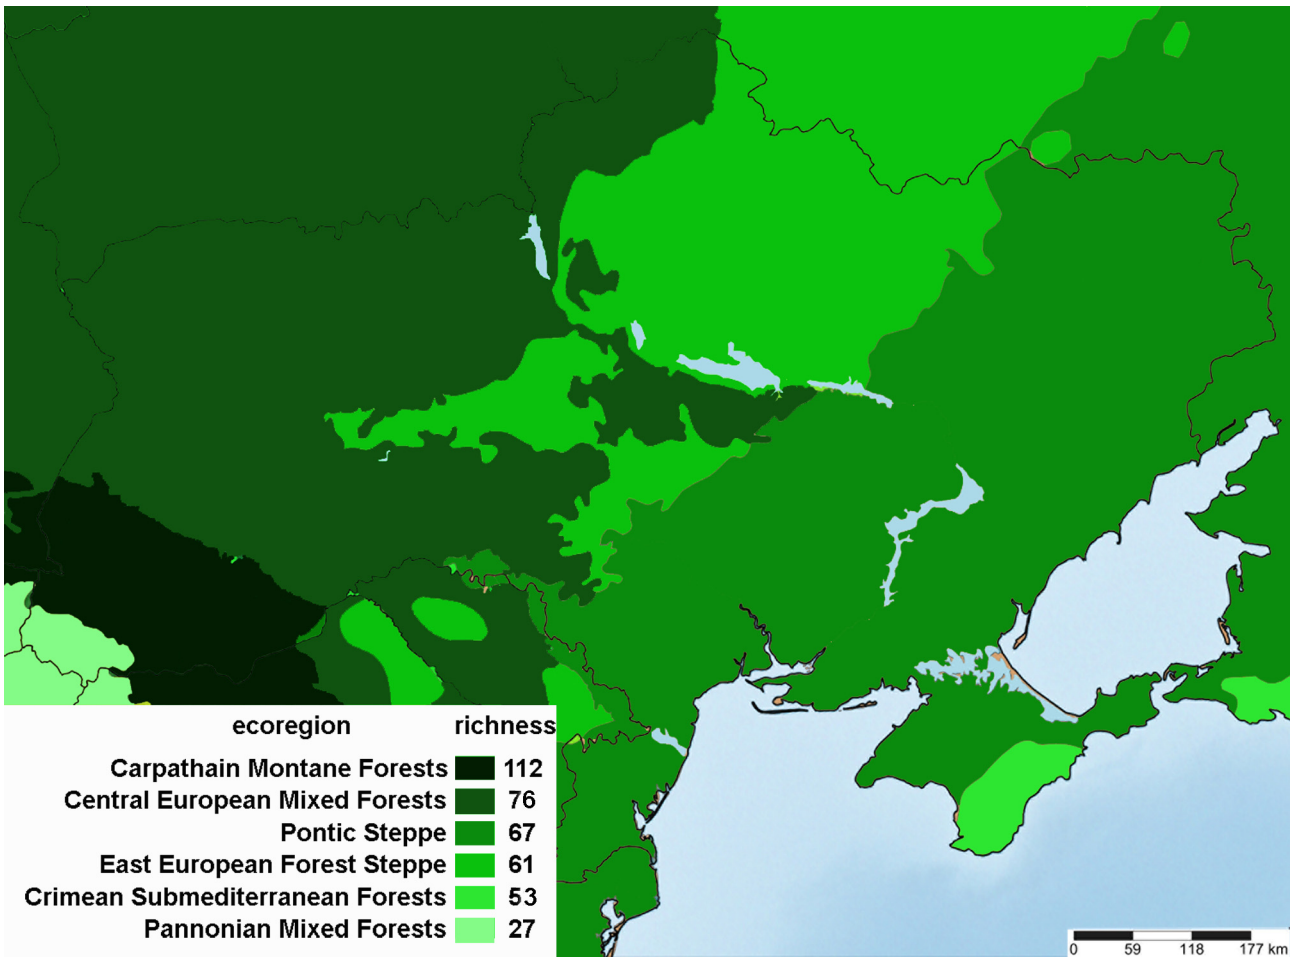 ecoregion richness
Carpathain Montane Forests 112
Central European Mixed Forests 76
Pontic Steppe 67
East European Forest Steppe 61
Crimean Submediterranean Forests 53
Pannonian Mixed Forests 27
0 59 118 177 km